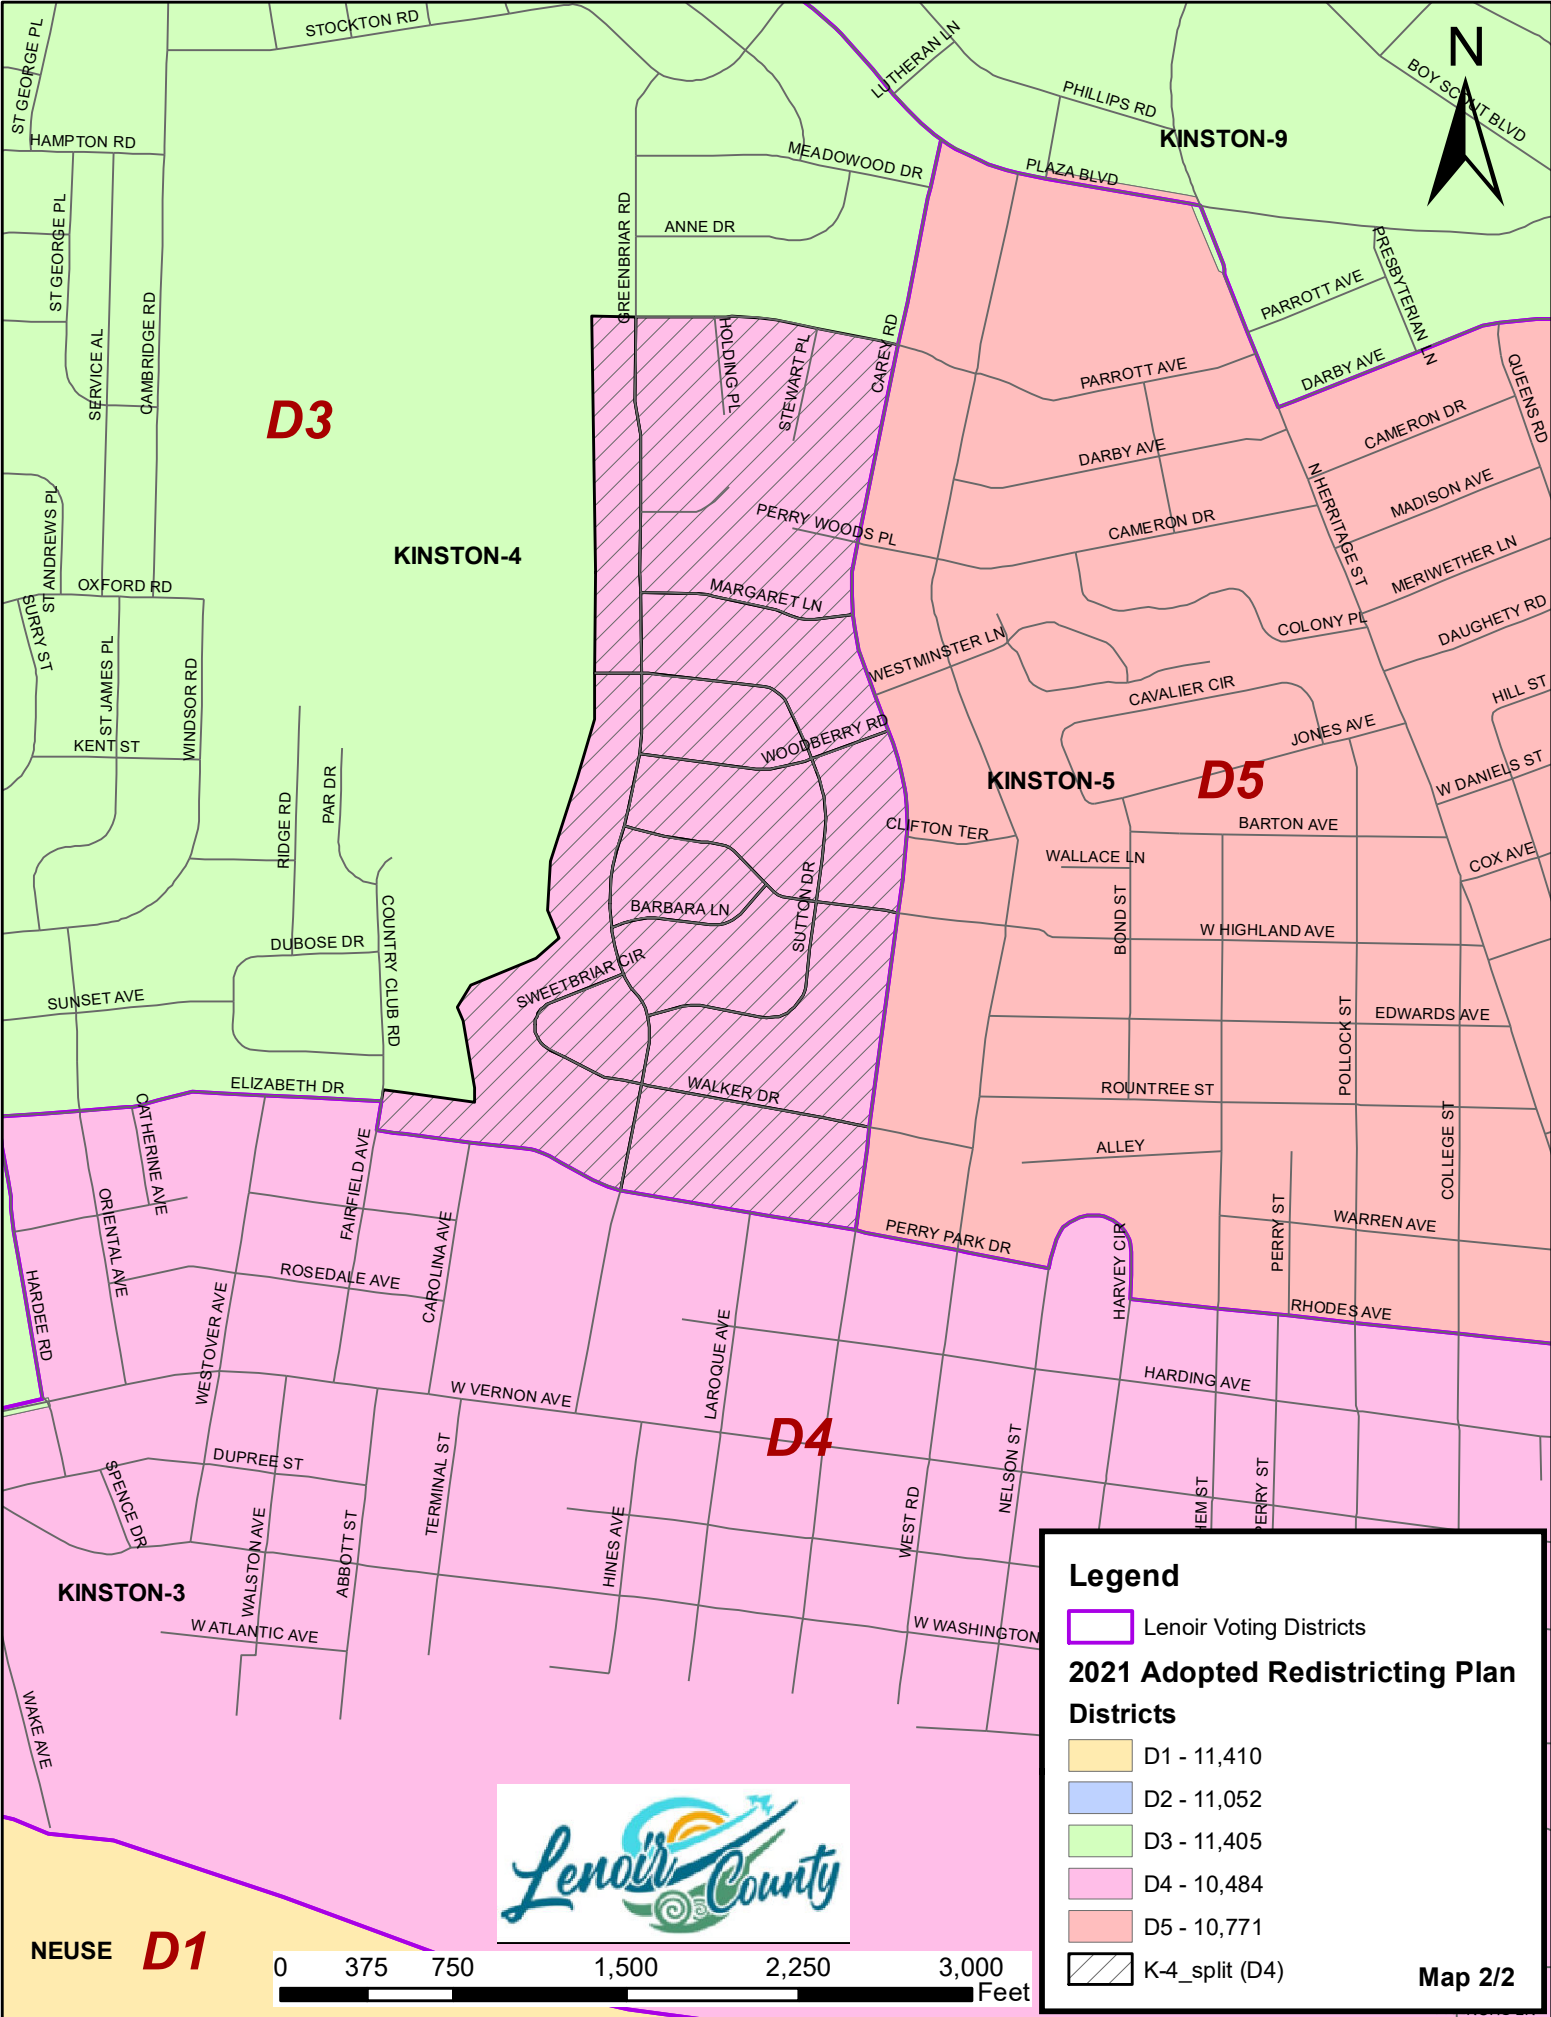 STOCKTON RD
ST GEORGE PL
HAMPTON RD
LUTHERAN LN
PHILLIPS RD
BOY SCOUT BLVD
N
KINSTON-9
MEADOWOOD DR
PLAZA BLVD
ST GEORGE PL
GREENBRIAR RD
ANNE DR
PRESBYTERIAN LN
PARROTT AVE
SERVICE AL
CAMBRIDGE RD
HOLDING PL
STEWART PL
CAREY RD
PARROTT AVE
DARBY AVE
QUEENS RD
D3
DARBY AVE
CAMERON DR
N HERRITAGE ST
MADISON AVE
ST ANDREWS PL
KINSTON-4
PERRY WOODS PL
CAMERON DR
MERIWETHER LN
OXFORD RD
SURRY ST
MARGARET LN
COLONY PL
DAUGHETY RD
ST JAMES PL
WINDSOR RD
WESTMINSTER LN
CAVALIER CIR
HILL ST
KENT ST
WOODBERRY RD
JONES AVE
KINSTON-5
D5
W DANIELS ST
RIDGE RD
PAR DR
CLIFTON TER
BARTON AVE
WALLACE LN
COX AVE
BARBARA LN
SUTTON DR
BOND ST
W HIGHLAND AVE
DUBOSE DR
COUNTRY CLUB RD
SWEETBRIAR CIR
SUNSET AVE
POLLOCK ST
EDWARDS AVE
ELIZABETH DR
WALKER DR
ROUNTREE ST
CATHERINE AVE
FAIRFIELD AVE
ALLEY
COLLEGE ST
ORIENTAL AVE
CAROLINA AVE
PERRY PARK DR
HARVEY CIR
PERRY ST
WARREN AVE
HARDEE RD
ROSEDALE AVE
RHODES AVE
WESTOVER AVE
LAROQUE AVE
W VERNON AVE
HARDING AVE
D4
DUPREE ST
SPENCE DR
TERMINAL ST
NELSON ST
WEST RD
HEM ST
PERRY ST
WALSTON AVE
ABBOTT ST
HINES AVE
KINSTON-3
W ATLANTIC AVE
W WASHINGTON
WAKE AVE
Legend
Lenoir Voting Districts
2021 Adopted Redistricting Plan
Districts
D1 - 11,410
D2 - 11,052
D3 - 11,405
D4 - 10,484
D5 - 10,771
K-4_split (D4)
Map 2/2
Lenoir County
NEUSE
D1
0 375 750 1,500 2,250 3,000
Feet